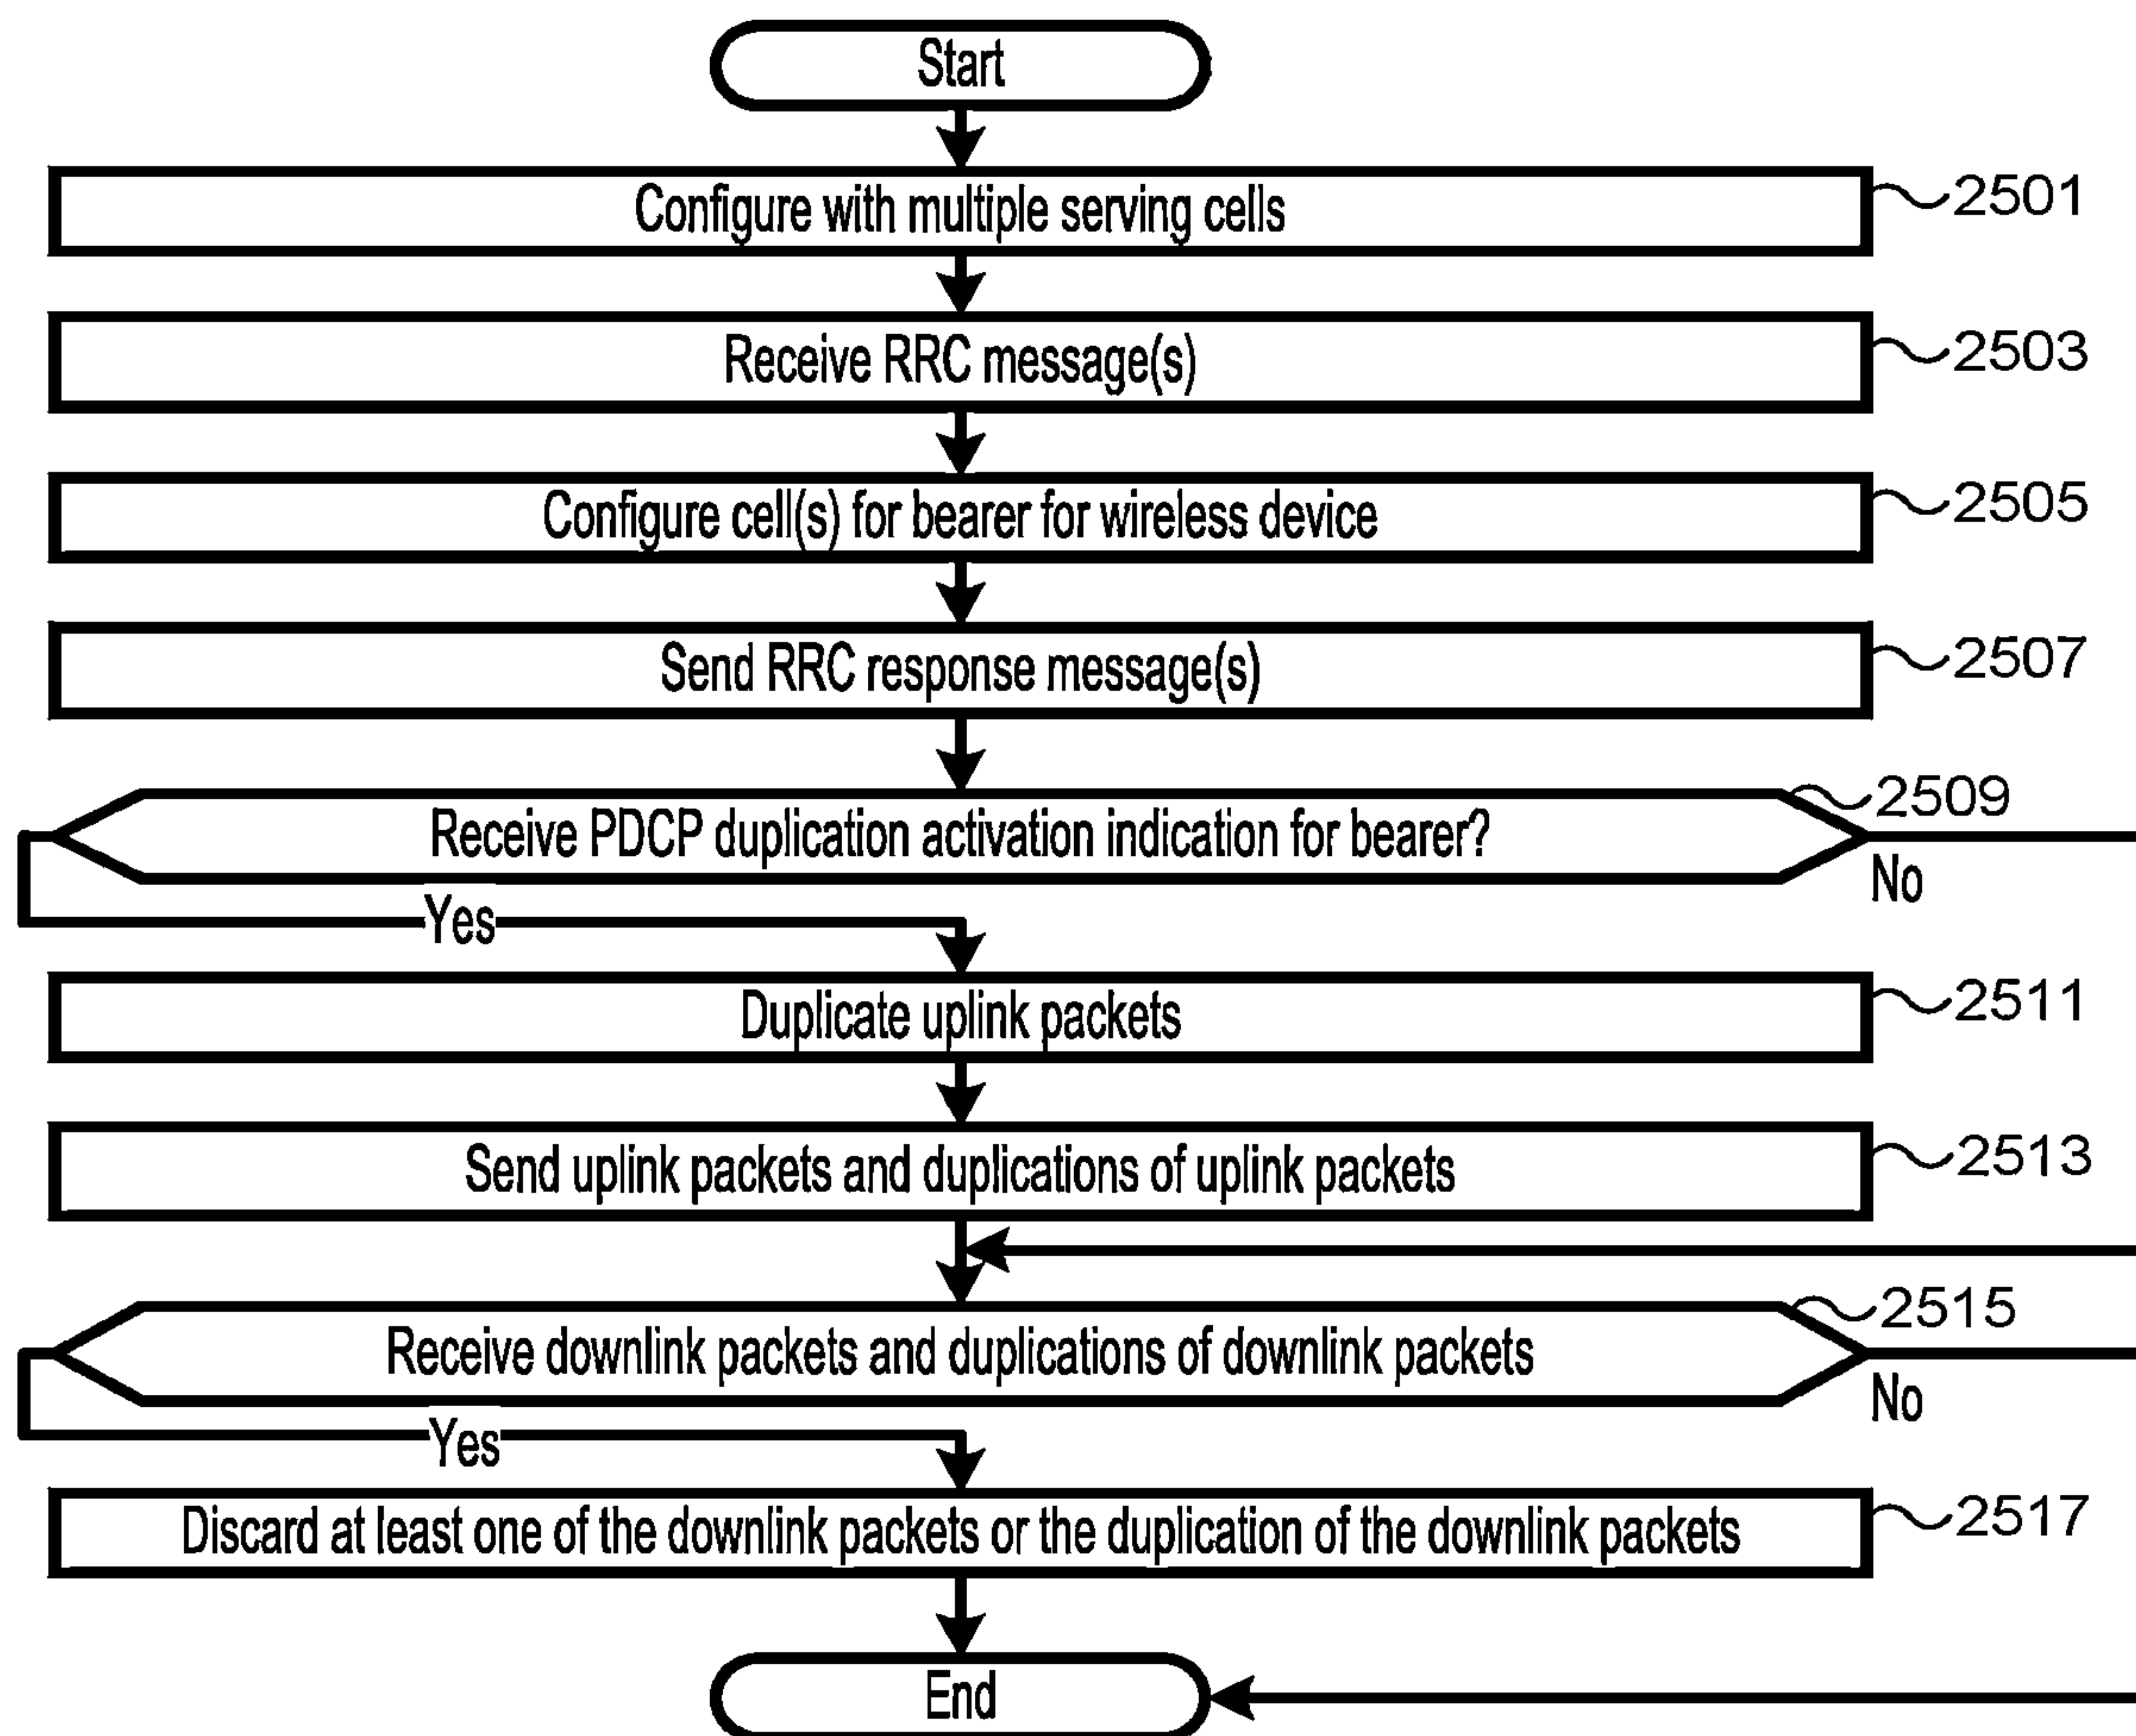 Start
Configure with multiple serving cells
2501
Receive RRC message(s)
2503
Configure cell(s) for bearer for wireless device
2505
Send RRC response message(s)
2507
Receive PDCP duplication activation indication for bearer?
2509
No
Yes
Duplicate uplink packets
2511
Send uplink packets and duplications of uplink packets
2513
Receive downlink packets and duplications of downlink packets
2515
No
Yes
Discard at least one of the downlink packets or the duplication of the downlink packets
2517
End